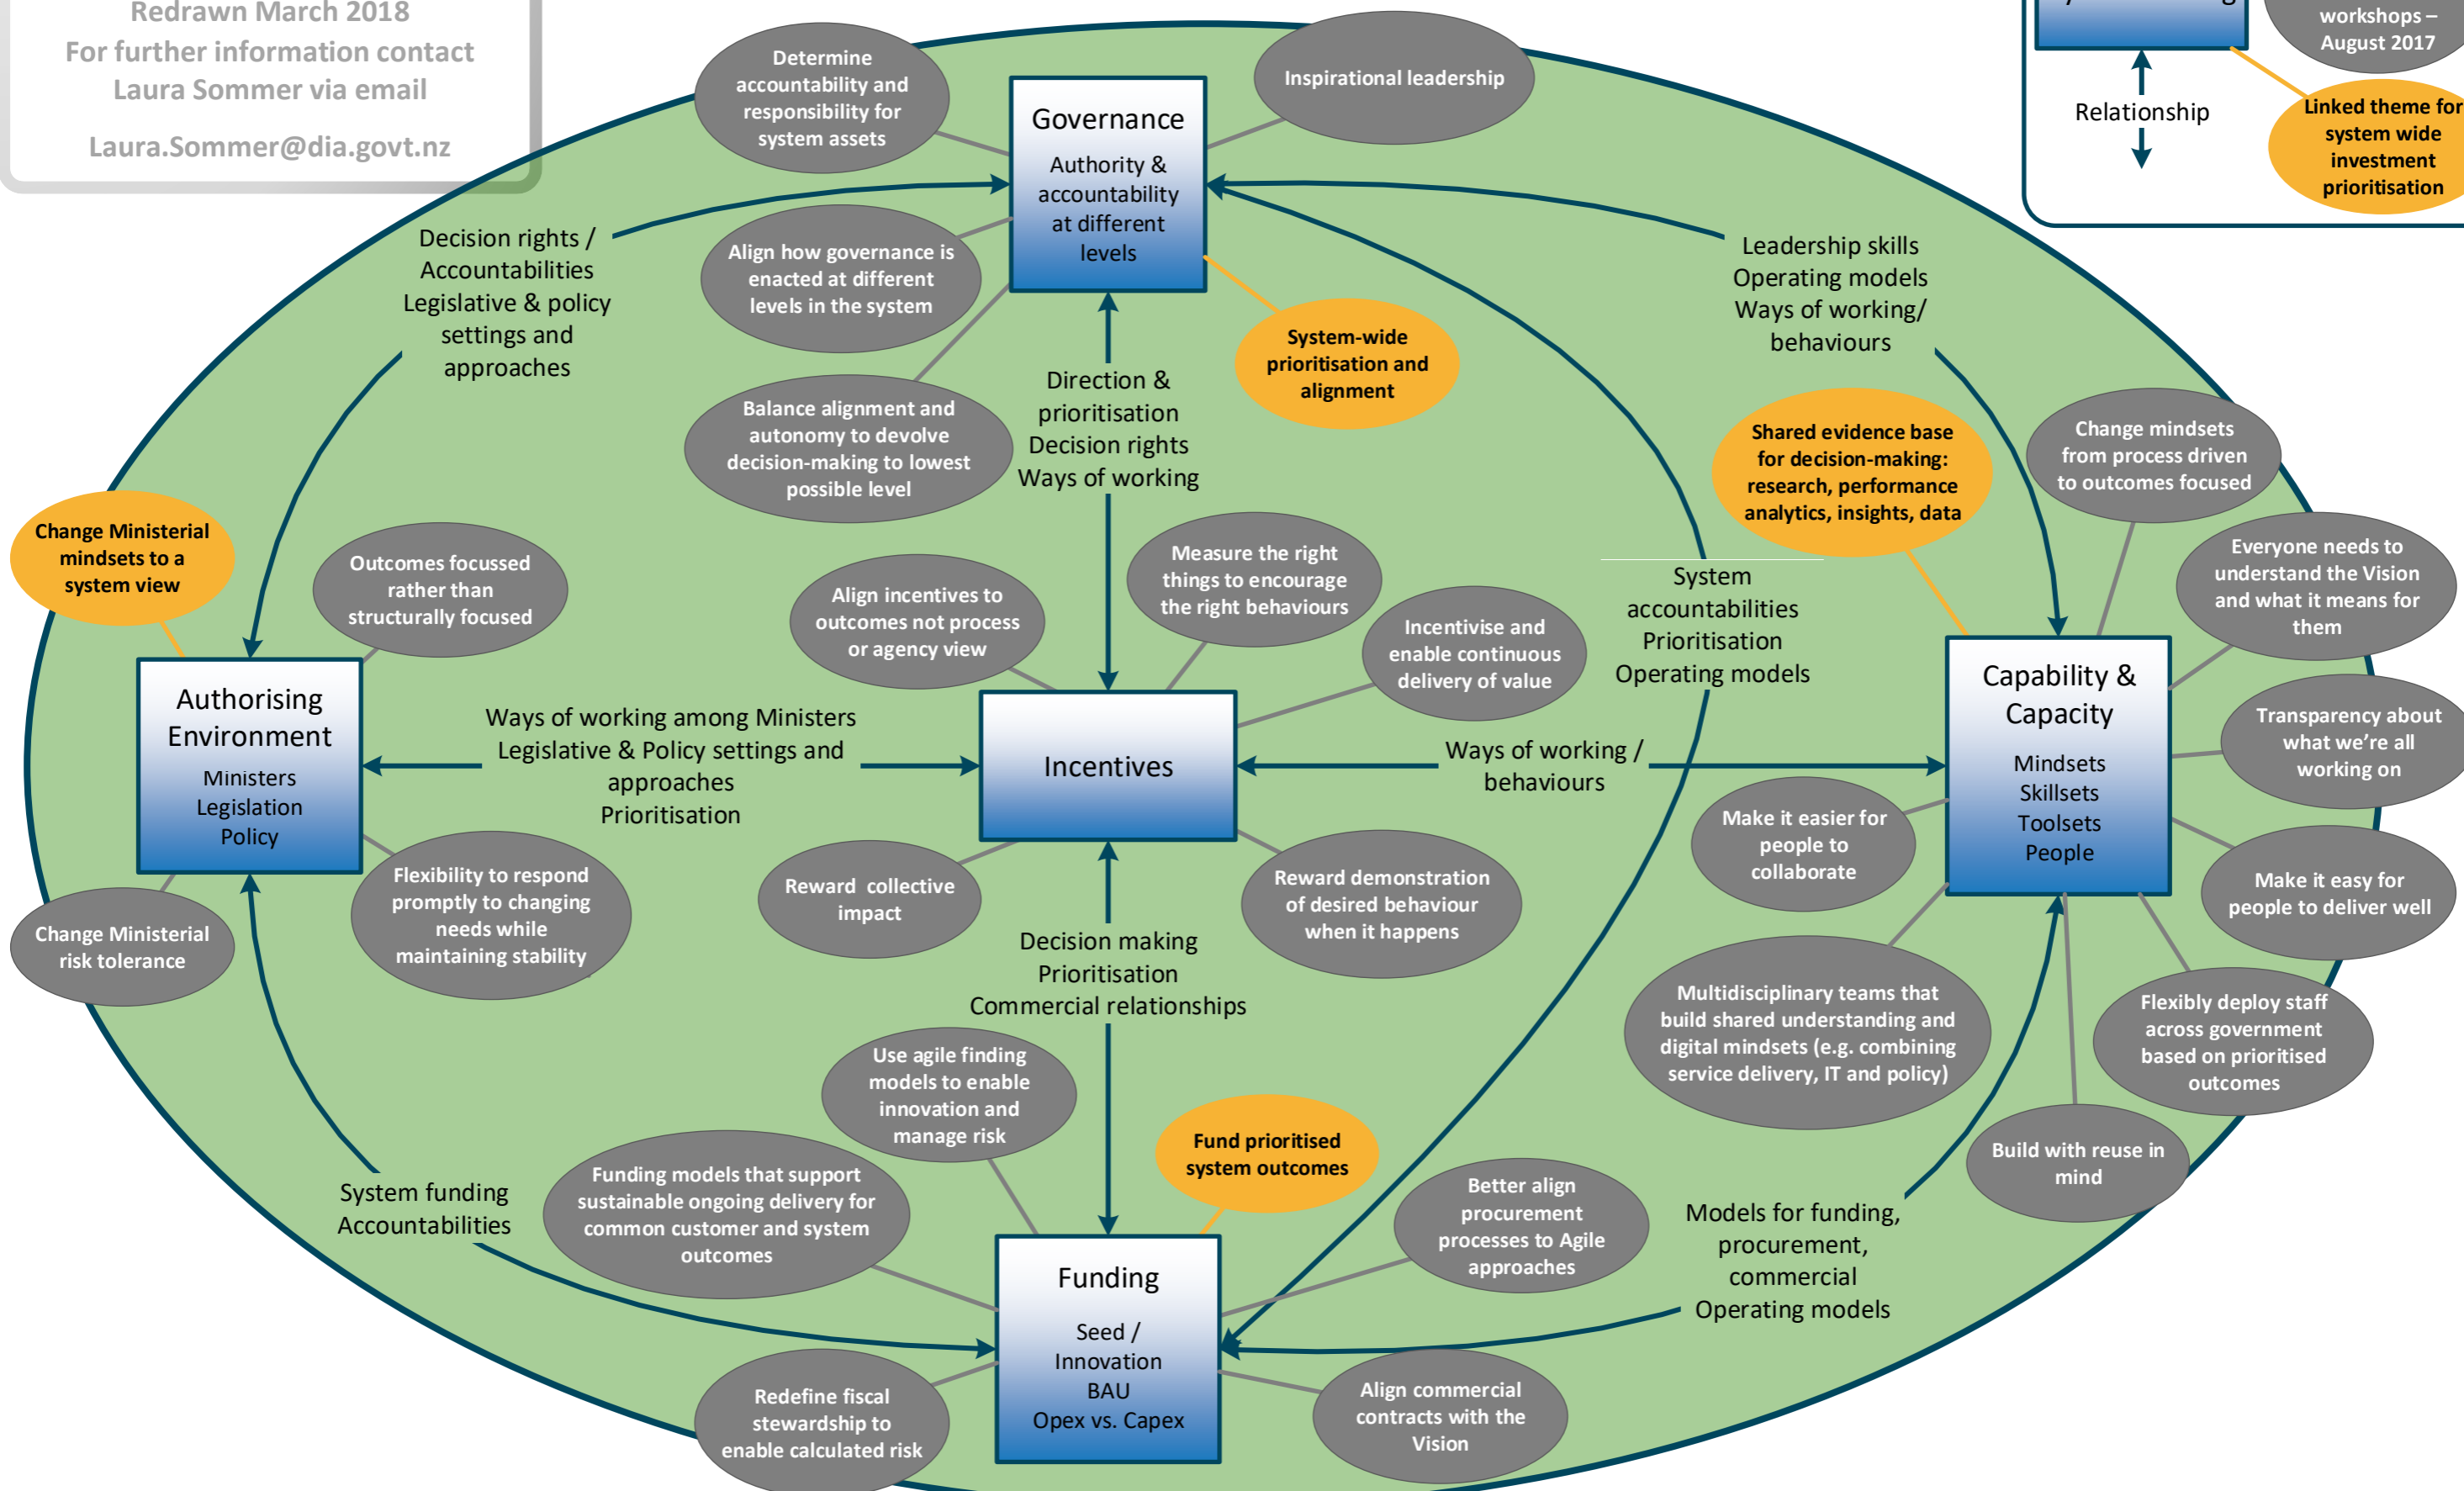 Redrawn March 2018
For further information contact
Laura Sommer via email
Laura.Sommer@dia.govt.nz
workshops –
August 2017
Relationship
Linked theme for
system wide
investment
prioritisation
Determine
accountability and
responsibility for
system assets
Inspirational leadership
Governance
Authority &
accountability
at different
levels
Align how governance is
enacted at different
levels in the system
Balance alignment and
autonomy to devolve
decision-making to lowest
possible level
System-wide
prioritisation and
alignment
Decision rights /
Accountabilities
Legislative & policy
settings and
approaches
Direction &
prioritisation
Decision rights
Ways of working
Leadership skills
Operating models
Ways of working/
behaviours
Shared evidence base
for decision-making:
research, performance
analytics, insights, data
Change mindsets
from process driven
to outcomes focused
Everyone needs to
understand the Vision
and what it means for
them
Change Ministerial
mindsets to a
system view
Outcomes focussed
rather than
structurally focused
Authorising
Environment
Ministers
Legislation
Policy
Flexibility to respond
promptly to changing
needs while
maintaining stability
Change Ministerial
risk tolerance
Align incentives to
outcomes not process
or agency view
Measure the right
things to encourage
the right behaviours
Incentivise and
enable continuous
delivery of value
System
accountabilities
Prioritisation
Operating models
Ways of working among Ministers
Legislative & Policy settings and
approaches
Prioritisation
Incentives
Ways of working /
behaviours
Capability &
Capacity
Mindsets
Skillsets
Toolsets
People
Transparency about
what we’re all
working on
Make it easier for
people to
collaborate
Make it easy for
people to deliver well
Reward  collective
impact
Reward demonstration
of desired behaviour
when it happens
Decision making
Prioritisation
Commercial relationships
Multidisciplinary teams that
build shared understanding and
digital mindsets (e.g. combining
service delivery, IT and policy)
Flexibly deploy staff
across government
based on prioritised
outcomes
Build with reuse in
mind
Use agile finding
models to enable
innovation and
manage risk
Fund prioritised
system outcomes
Funding models that support
sustainable ongoing delivery for
common customer and system
outcomes
System funding
Accountabilities
Better align
procurement
processes to Agile
approaches
Models for funding,
procurement,
commercial
Operating models
Funding
Seed /
Innovation
BAU
Opex vs. Capex
Redefine fiscal
stewardship to
enable calculated risk
Align commercial
contracts with the
Vision